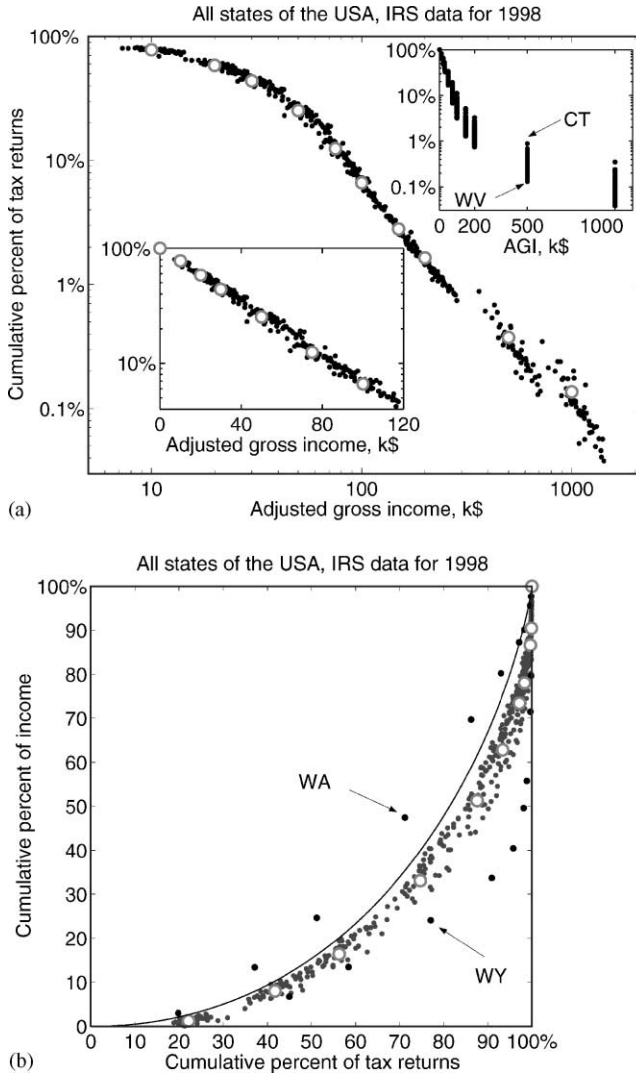 All states of the USA, IRS data for 1998
100%
10%
1%
0.1%
Cumulative percent of tax returns
100%
10%
1%
0.1%
CT
WV
0 200 500 1000
AGI, k$
100%
10%
0 40 80 120
Adjusted gross income, k$
10 100 1000
(a) Adjusted gross income, k$
All states of the USA, IRS data for 1998
100%
90
80
70
60
50
40
30
20
10
0
Cumulative percent of income
WA
WY
0 10 20 30 40 50 60 70 80 90 100%
(b) Cumulative percent of tax returns